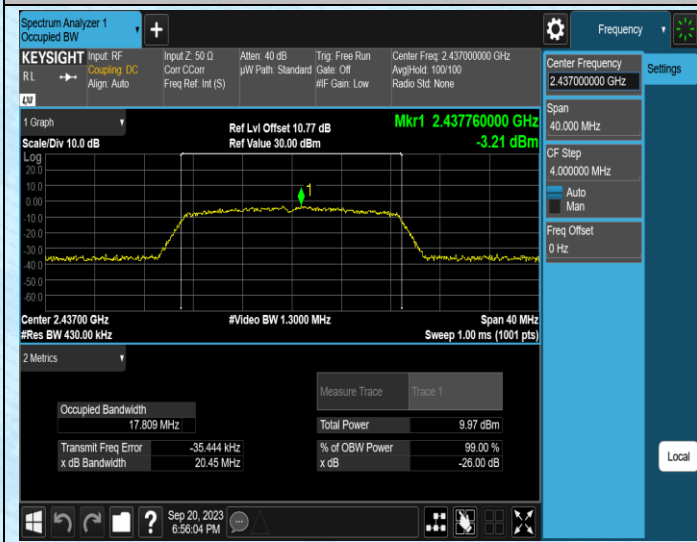 Spectrum Analyzer 1
Occupied BW
Frequency
KEYSIGHT
Input: RF
Input Z: 50 Ω
Atten: 40 dB
Trig: Free Run
Center Freq: 2.437000000 GHz
RL
Coupling: DC
Corr CCorr
µW Path: Standard
Gate: Off
Avg|Hold: 100/100
Align: Auto
Freq Ref: Int (S)
#IF Gain: Low
Radio Std: None
LXI
Center Frequency
2.437000000 GHz
Settings
Span
40.000 MHz
CF Step
4.000000 MHz
Auto
Man
Freq Offset
0 Hz
Local
1 Graph
Ref Lvl Offset 10.77 dB
Mkr1 2.437760000 GHz
Scale/Div 10.0 dB
Ref Value 30.00 dBm
-3.21 dBm
Log
20.0
10.0
0.00
-10.0
-20.0
-30.0
-40.0
-50.0
-60.0
1
Center 2.43700 GHz
#Video BW 1.3000 MHz
Span 40 MHz
#Res BW 430.00 kHz
Sweep 1.00 ms (1001 pts)
2 Metrics
Measure Trace
Trace 1
Occupied Bandwidth
17.809 MHz
Total Power
9.97 dBm
Transmit Freq Error
-35.444 kHz
% of OBW Power
99.00 %
x dB Bandwidth
20.45 MHz
x dB
-26.00 dB
?
Sep 20, 2023
6:56:04 PM